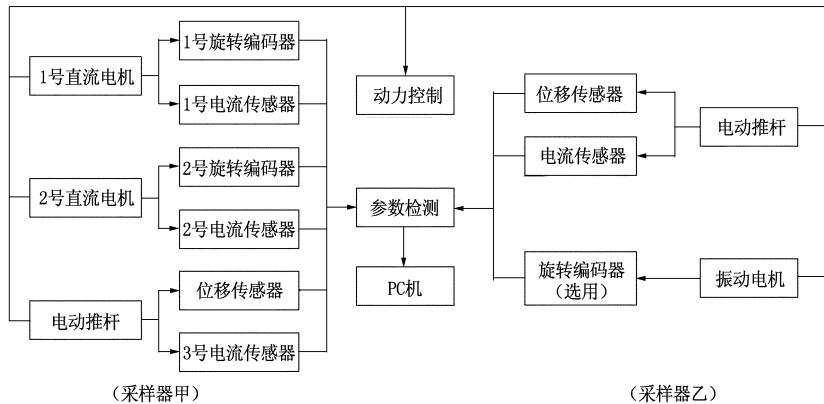 1号旋转编码器
1号直流电机
1号电流传感器
2号旋转编码器
2号直流电机
2号电流传感器
位移传感器
电动推杆
3号电流传感器
(采样器甲)
动力控制
参数检测
PC机
位移传感器
电动推杆
电流传感器
旋转编码器
(选用)
振动电机
(采样器乙)